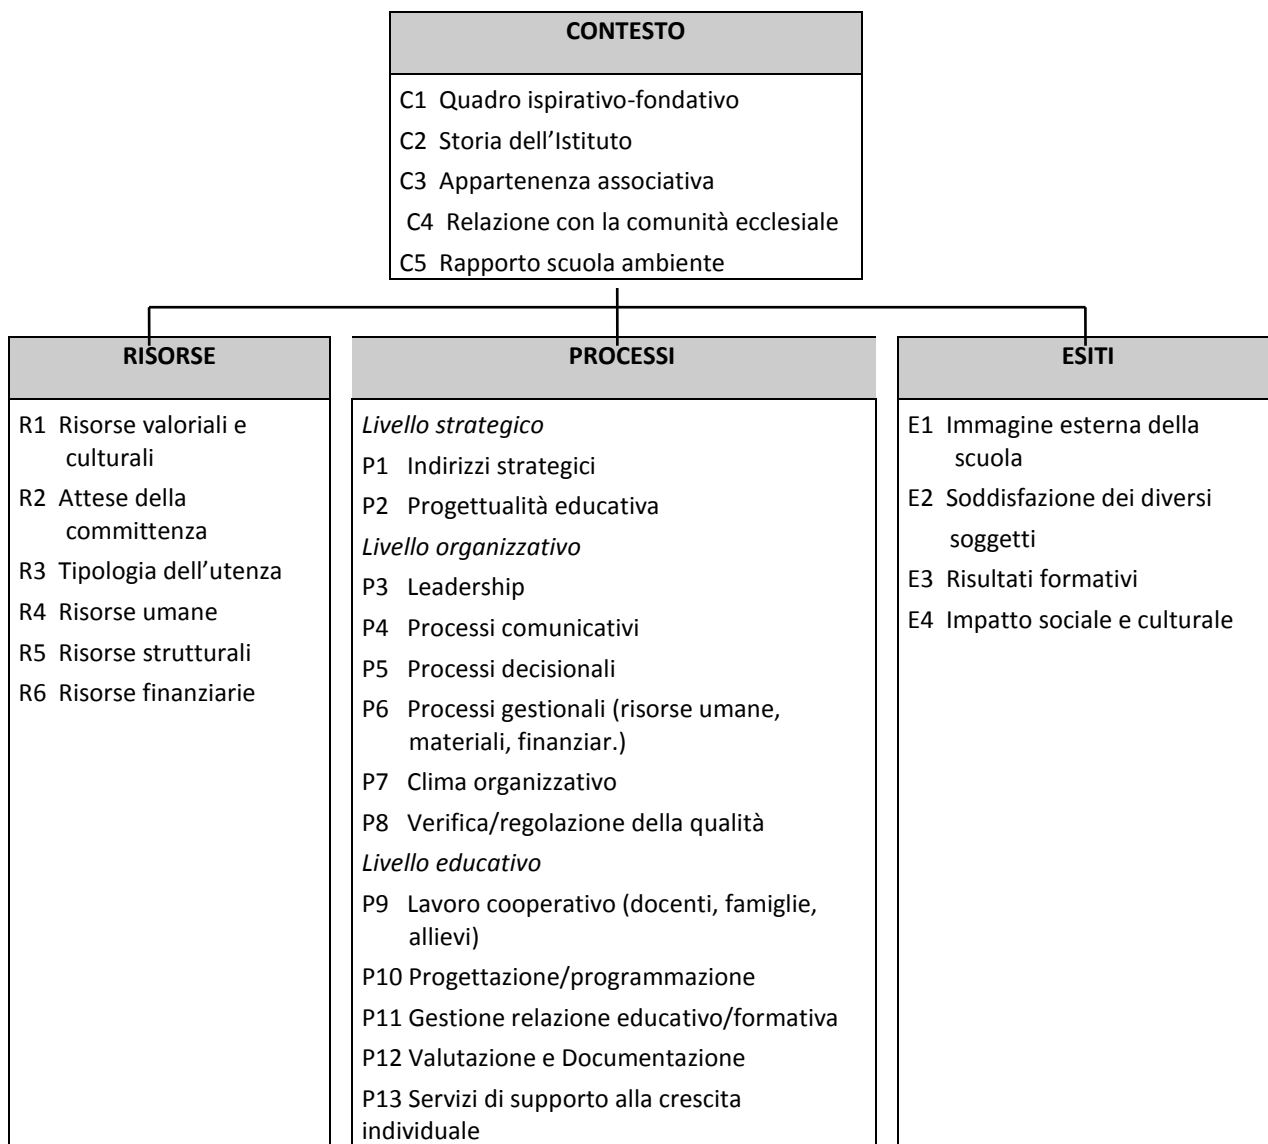 CONTESTO
C1 Quadro ispirativo-fondativo
C2 Storia dell’Istituto
C3 Appartenenza associativa
C4 Relazione con la comunità ecclesiale
C5 Rapporto scuola ambiente
RISORSE
R1 Risorse valoriali e
culturali
R2 Attese della
committenza
R3 Tipologia dell’utenza
R4 Risorse umane
R5 Risorse strutturali
R6 Risorse finanziarie
PROCESSI
Livello strategico
P1 Indirizzi strategici
P2 Progettualità educativa
Livello organizzativo
P3 Leadership
P4 Processi comunicativi
P5 Processi decisionali
P6 Processi gestionali (risorse umane,
materiali, finanziar.)
P7 Clima organizzativo
P8 Verifica/regolazione della qualità
Livello educativo
P9 Lavoro cooperativo (docenti, famiglie,
allievi)
P10 Progettazione/programmazione
P11 Gestione relazione educativo/formativa
P12 Valutazione e Documentazione
P13 Servizi di supporto alla crescita
individuale
ESITI
E1 Immagine esterna della
scuola
E2 Soddisfazione dei diversi
soggetti
E3 Risultati formativi
E4 Impatto sociale e culturale